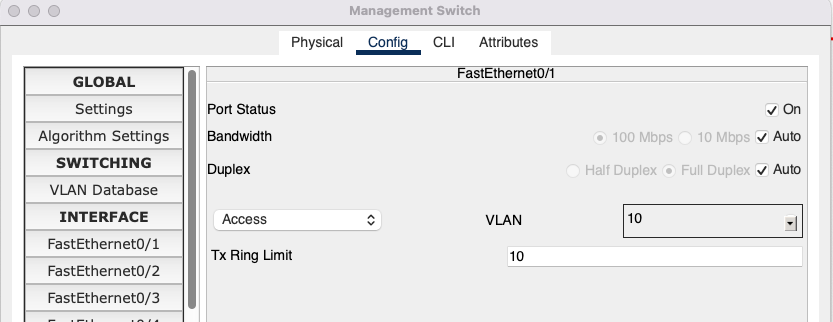 Management Switch
Physical Config CLI Attributes
GLOBAL
Settings
Algorithm Settings
SWITCHING
VLAN Database
INTERFACE
FastEthernet0/1
FastEthernet0/2
FastEthernet0/3
FastEthernet0/1
Port Status On
Bandwidth 100 Mbps 10 Mbps Auto
Duplex Half Duplex Full Duplex Auto
Access VLAN 10
Tx Ring Limit 10